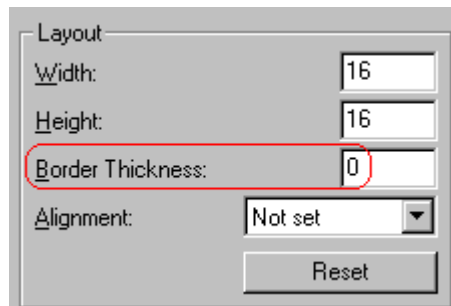 Layout
Width: 16
Height: 16
Border Thickness: 0
Alignment: Not set
Reset